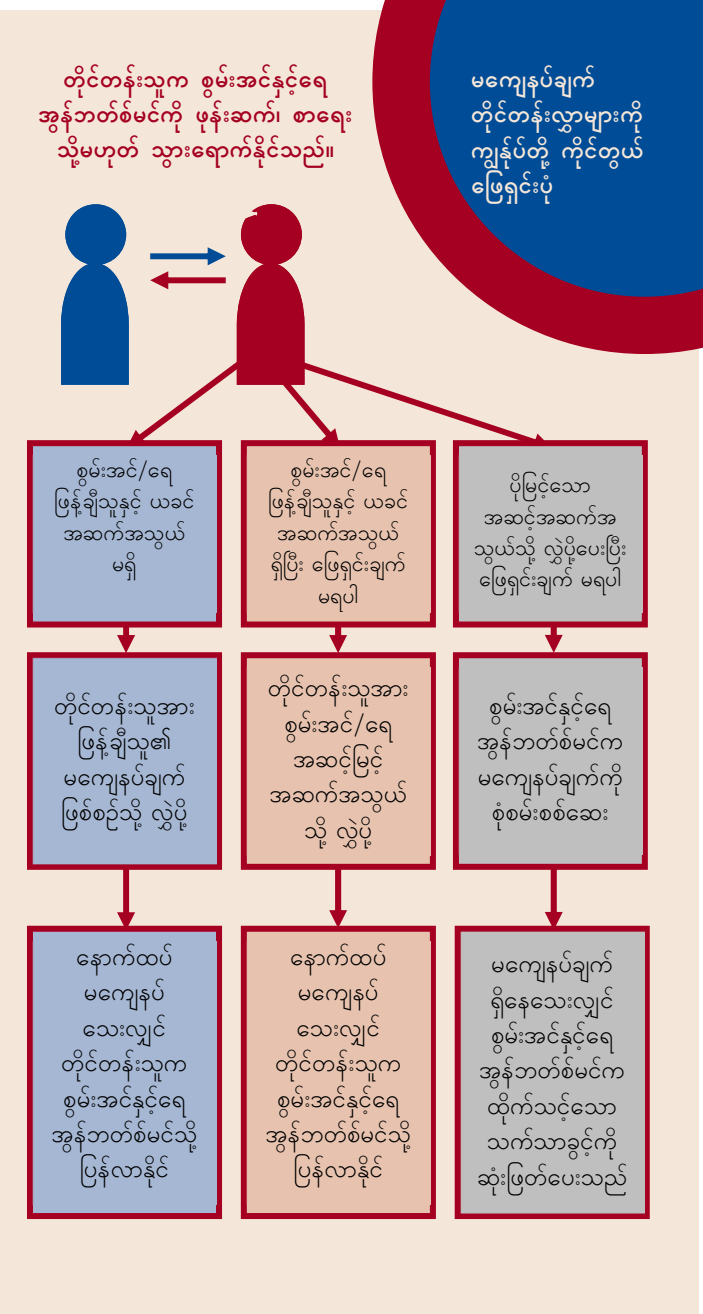 တိုင်တန်းသူက စွမ်းအင်နှင့်ရေ
အွန်ဘတ်စ်မင်ကို ဖုန်းဆက်၊ စာရေး
သို့မဟုတ် သွားရောက်နိုင်သည်။
မကျေနပ်ချက်
တိုင်တန်းလွှာများကို
ကျွန်ုပ်တို့ ကိုင်တွယ်
ဖြေရှင်းပုံ
စွမ်းအင်/ရေ
ဖြန့်ချီသူနှင့် ယခင်
အဆက်အသွယ်
မရှိ
စွမ်းအင်/ရေ
ဖြန့်ချီသူနှင့် ယခင်
အဆက်အသွယ်
ရှိပြီး ဖြေရှင်းချက်
မရပါ
ပိုမြင့်သော
အဆင့်အဆက်အ
သွယ်သို့ လွှဲပို့ပေးပြီး
ဖြေရှင်းချက် မရပါ
တိုင်တန်းသူအား
ဖြန့်ချီသူ၏
မကျေနပ်ချက်
ဖြစ်စဉ်သို့ လွှဲပို့
တိုင်တန်းသူအား
စွမ်းအင်/ရေ
အဆင့်မြင့်
အဆက်အသွယ်
သို့ လွှဲပို့
စွမ်းအင်နှင့်ရေ
အွန်ဘတ်စ်မင်က
မကျေနပ်ချက်ကို
စုံစမ်းစစ်ဆေး
နောက်ထပ်
မကျေနပ်
သေးလျှင်
တိုင်တန်းသူက
စွမ်းအင်နှင့်ရေ
အွန်ဘတ်စ်မင်သို့
ပြန်လာနိုင်
နောက်ထပ်
မကျေနပ်
သေးလျှင်
တိုင်တန်းသူက
စွမ်းအင်နှင့်ရေ
အွန်ဘတ်စ်မင်သို့
ပြန်လာနိုင်
မကျေနပ်ချက်
ရှိနေသေးလျှင်
စွမ်းအင်နှင့်ရေ
အွန်ဘတ်စ်မင်က
ထိုက်သင့်သော
သက်သာခွင့်ကို
ဆုံးဖြတ်ပေးသည်